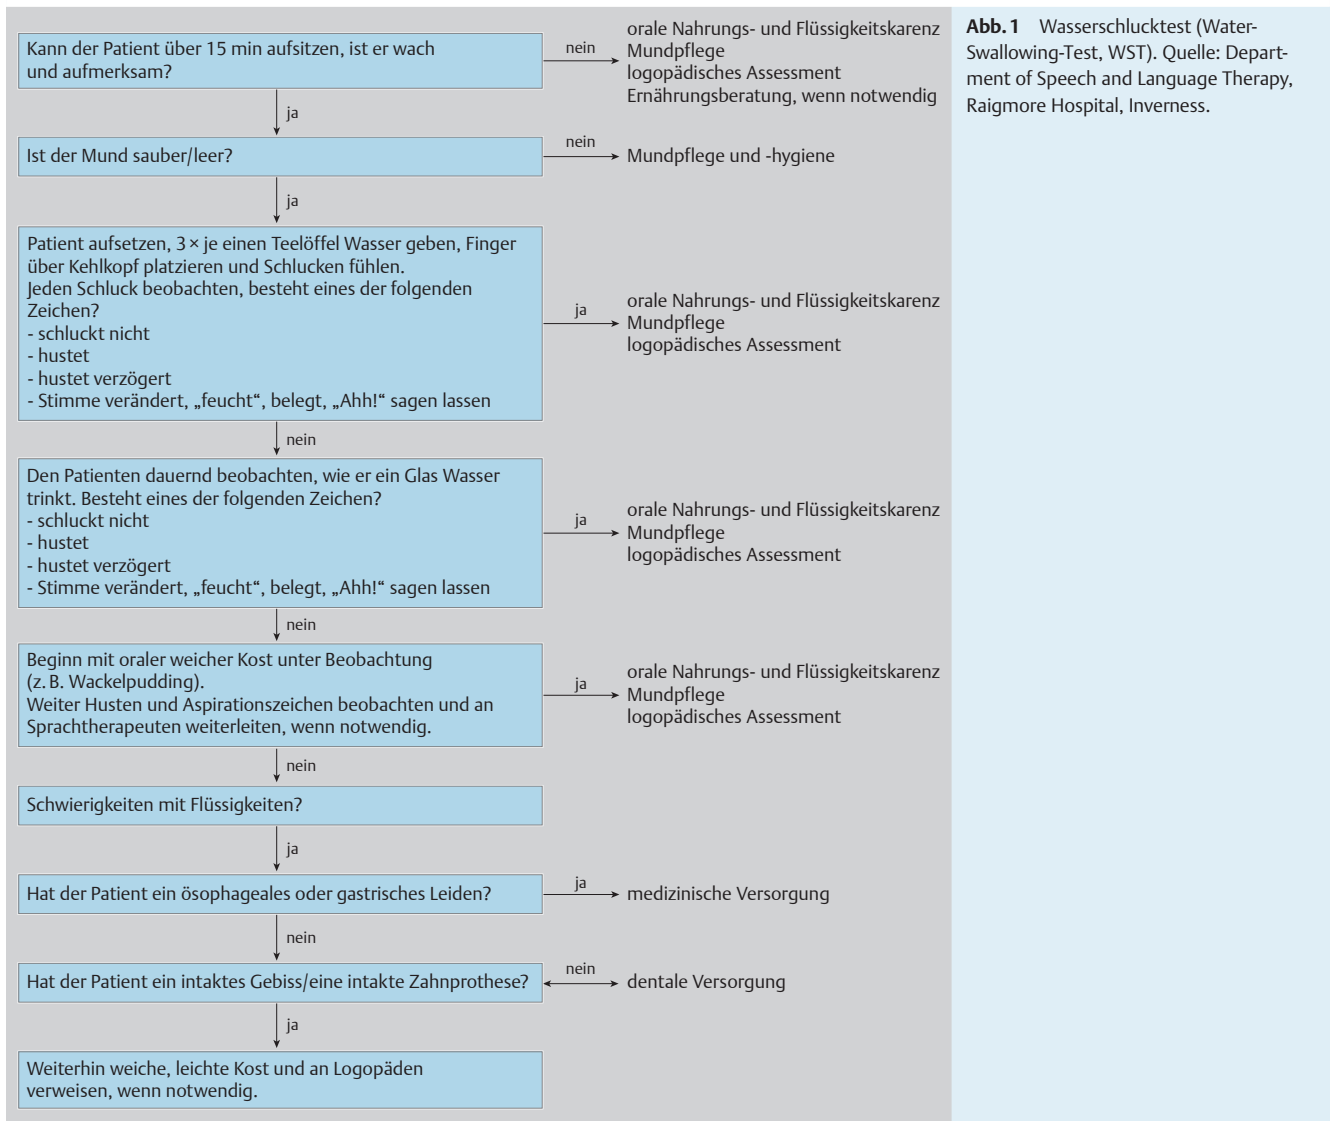 Kann der Patient über 15 min aufsitzen, ist er wach
und aufmerksam?
nein
orale Nahrungs- und Flüssigkeitskarenz
Mundpflege
logopädisches Assessment
Ernährungsberatung, wenn notwendig
ja
Ist der Mund sauber/leer?
nein
Mundpflege und -hygiene
ja
Patient aufsetzen, 3 × je einen Teelöffel Wasser geben, Finger
über Kehlkopf platzieren und Schlucken fühlen.
Jeden Schluck beobachten, besteht eines der folgenden
Zeichen?
- schluckt nicht
- hustet
- hustet verzögert
- Stimme verändert, „feucht“, belegt, „Ahh!“ sagen lassen
ja
orale Nahrungs- und Flüssigkeitskarenz
Mundpflege
logopädisches Assessment
nein
Den Patienten dauernd beobachten, wie er ein Glas Wasser
trinkt. Besteht eines der folgenden Zeichen?
- schluckt nicht
- hustet
- hustet verzögert
- Stimme verändert, „feucht“, belegt, „Ahh!“ sagen lassen
ja
orale Nahrungs- und Flüssigkeitskarenz
Mundpflege
logopädisches Assessment
nein
Beginn mit oraler weicher Kost unter Beobachtung
(z. B. Wackelpudding).
Weiter Husten und Aspirationszeichen beobachten und an
Sprachtherapeuten weiterleiten, wenn notwendig.
ja
orale Nahrungs- und Flüssigkeitskarenz
Mundpflege
logopädisches Assessment
nein
Schwierigkeiten mit Flüssigkeiten?
ja
Hat der Patient ein ösophageales oder gastrisches Leiden?
ja
medizinische Versorgung
nein
Hat der Patient ein intaktes Gebiss/eine intakte Zahnprothese?
nein
dentale Versorgung
ja
Weiterhin weiche, leichte Kost und an Logopäden
verweisen, wenn notwendig.
Abb. 1 Wasserschlucktest (Water-
Swallowing-Test, WST). Quelle: Depart-
ment of Speech and Language Therapy,
Raigmore Hospital, Inverness.